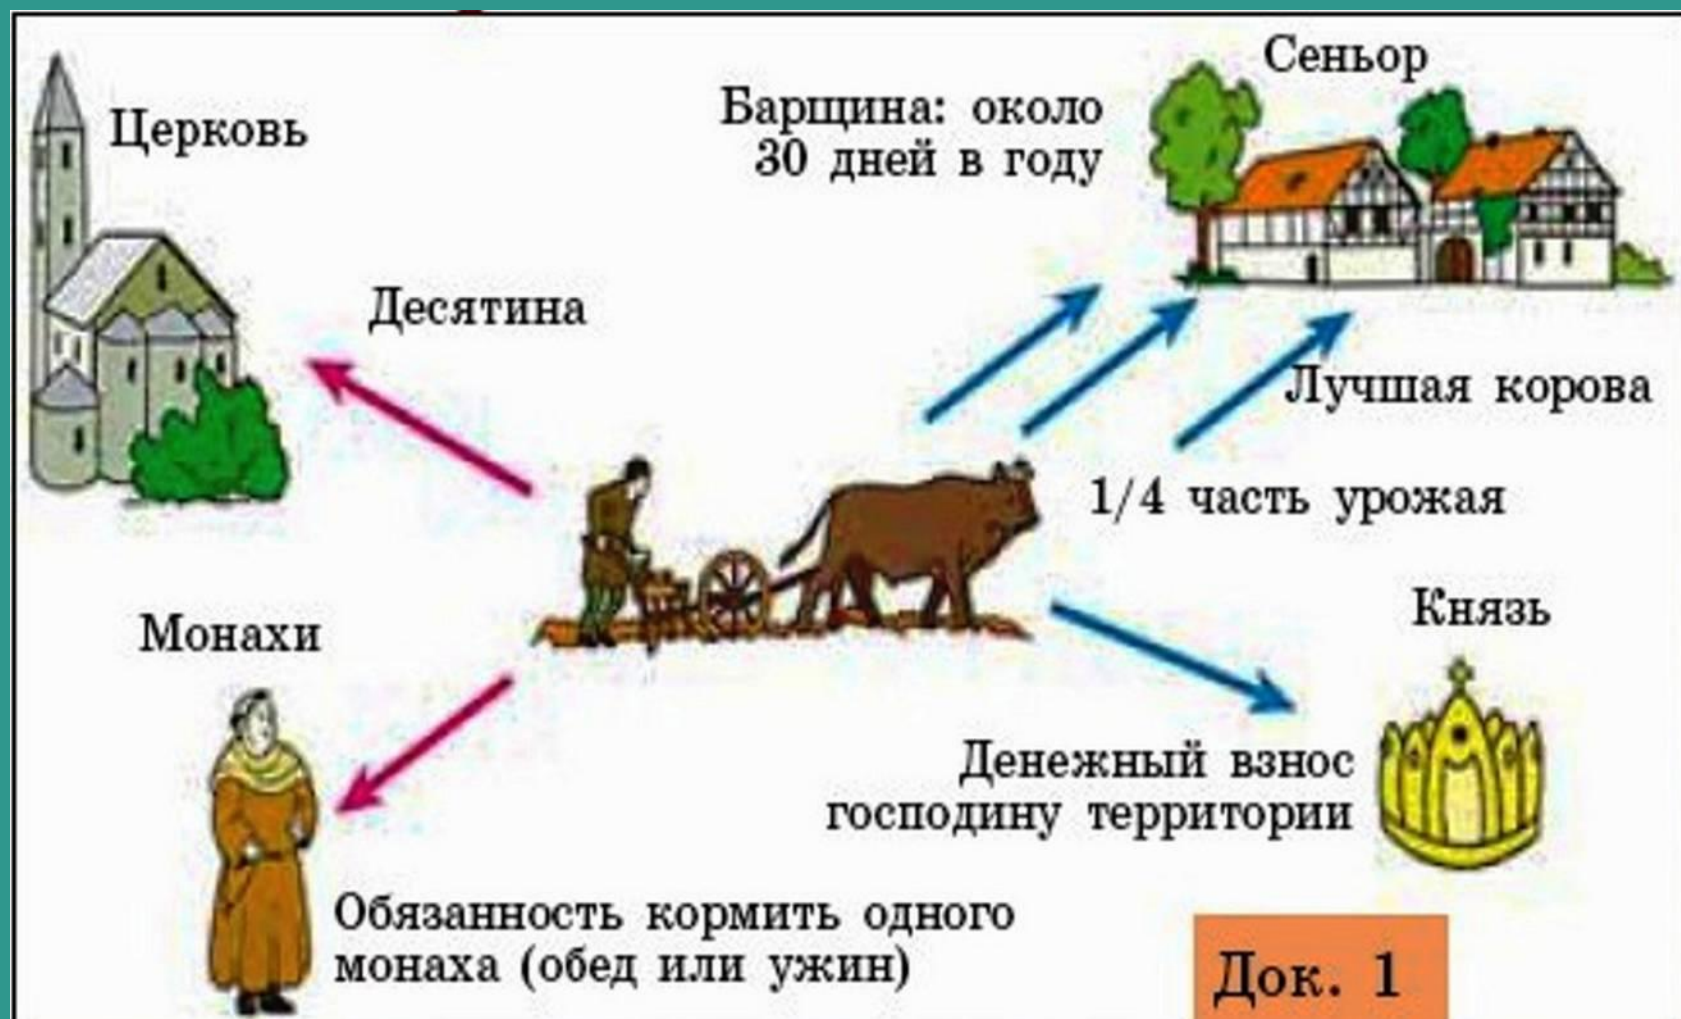 Сеньор
Барщина: около
30 дней в году
Церковь
Десятина
Лучшая корова
1/4 часть урожая
Князь
Монахи
Денежный взнос
господину территории
Обязанность кормить одного
монаха (обед или ужин)
Док. 1